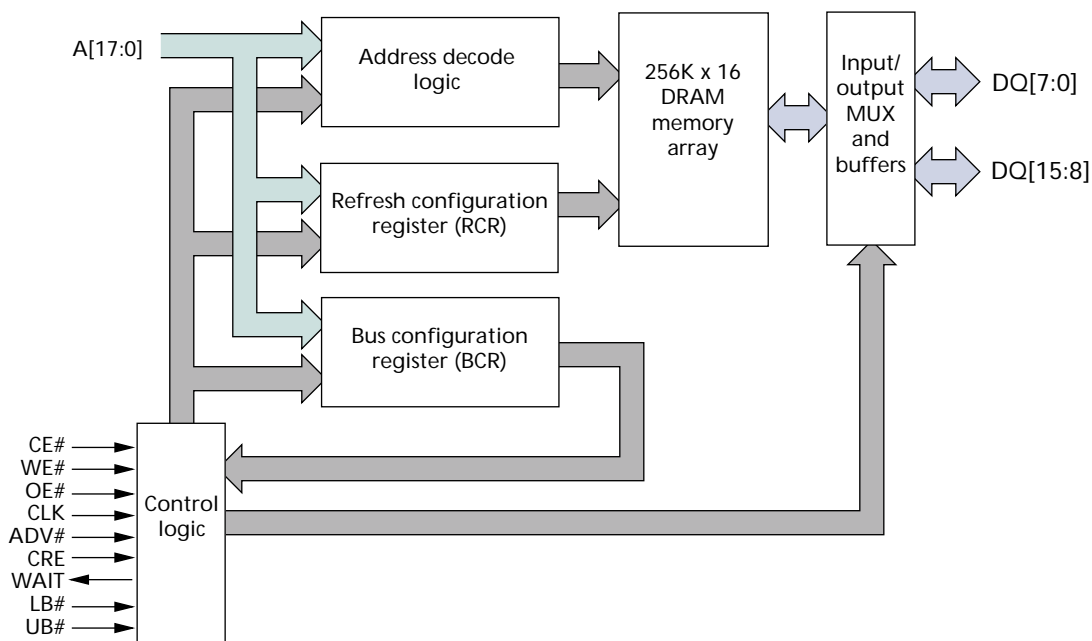 A[17:0]
Address decode
logic
256K x 16
DRAM
memory
array
Input/
output
MUX
and
buffers
DQ[7:0]
DQ[15:8]
Refresh configuration
register (RCR)
Bus configuration
register (BCR)
CE#
WE#
OE#
CLK
ADV#
CRE
WAIT
LB#
UB#
Control
logic